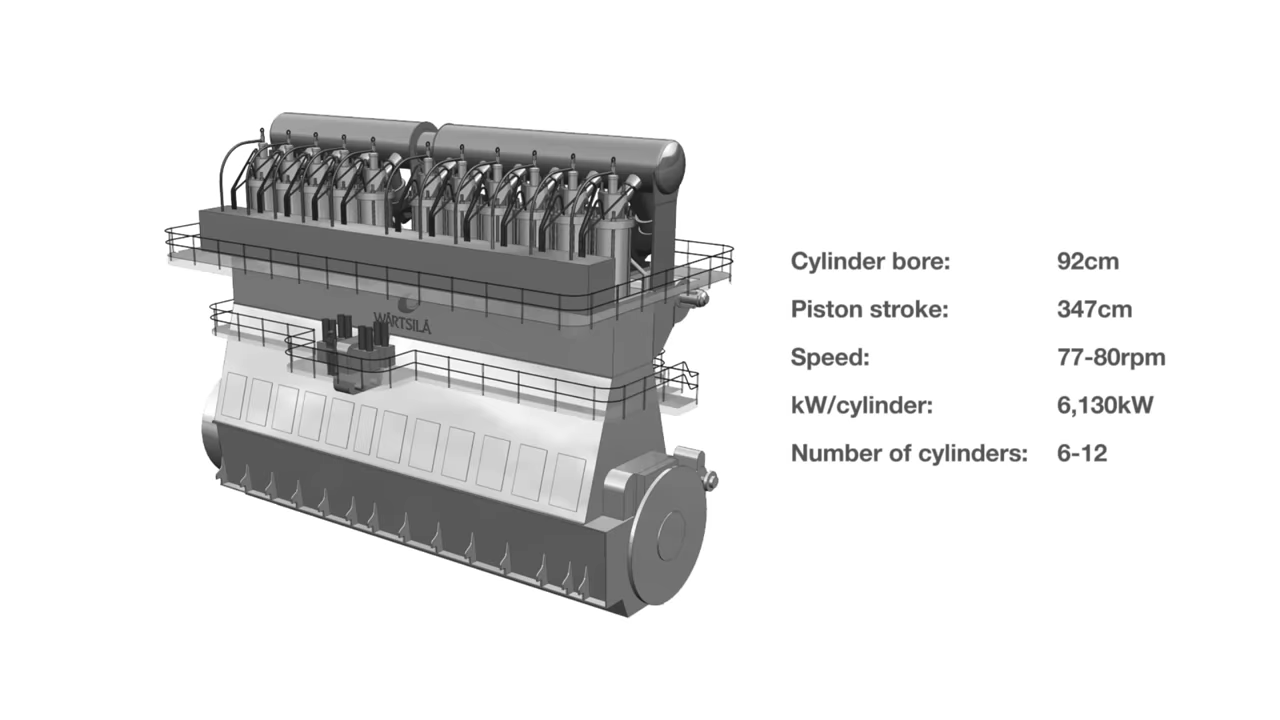 WÄRTSILÄ
Cylinder bore: 92cm
Piston stroke: 347cm
Speed: 77-80rpm
kW/cylinder: 6,130kW
Number of cylinders: 6-12